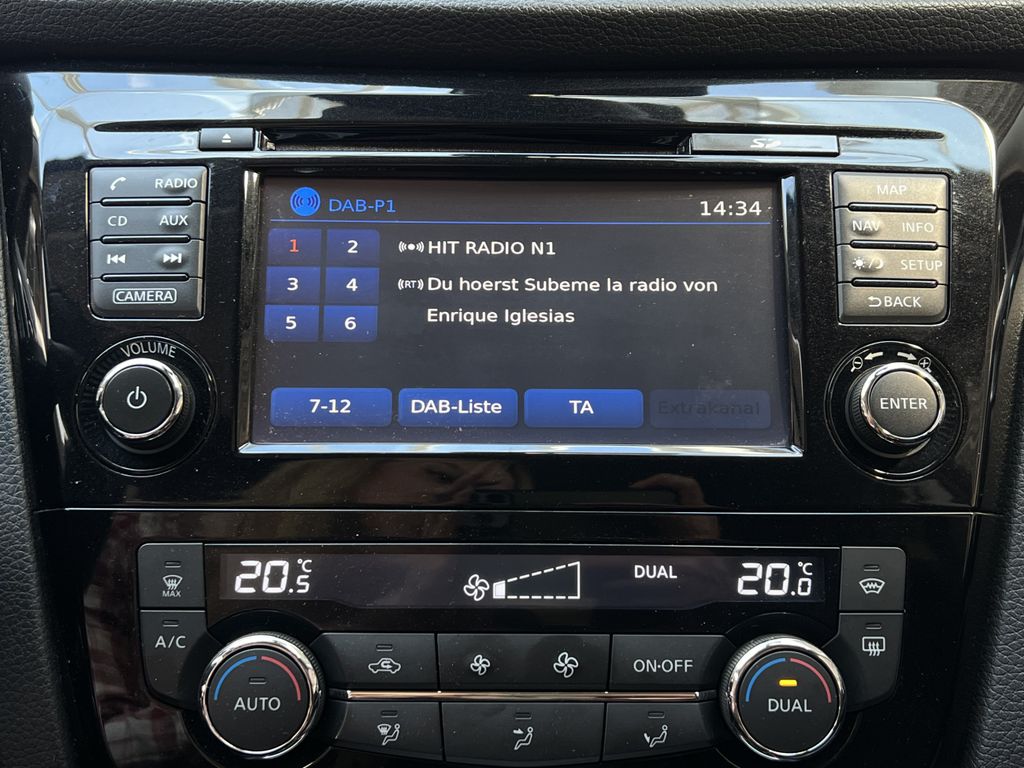 SD
RADIO
CD AUX
CAMERA
VOLUME
DAB-P1 14:34
1 2 HIT RADIO N1
3 4 (RT) Du hoerst Subeme la radio von
5 6 Enrique Iglesias
7-12 DAB-Liste TA Extrakanal
MAP
NAV INFO
SETUP
BACK
ENTER
MAX
A/C
20.5°C DUAL 20.0°C
ON·OFF
AUTO
DUAL